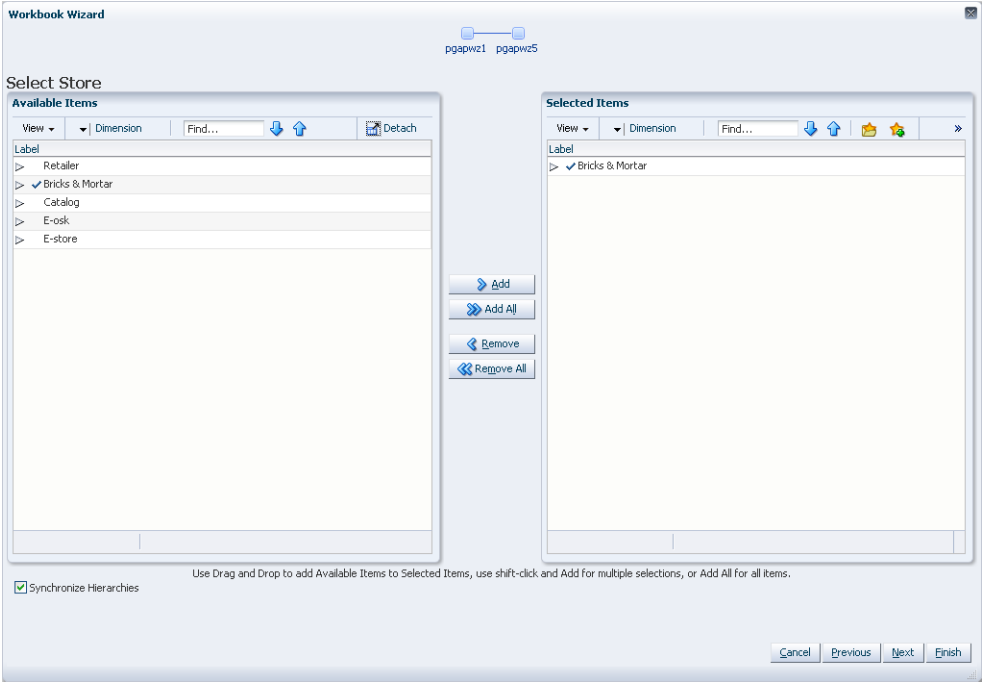 Workbook Wizard
pgapwz1 pgapwz5
Select Store
Available Items
View Dimension Find... Detach
Label
Retailer
Bricks & Mortar
Catalog
E-osk
E-store
Add
Add All
Remove
Remove All
Selected Items
View Dimension Find... »
Label
Bricks & Mortar
Use Drag and Drop to add Available Items to Selected Items, use shift-click and Add for multiple selections, or Add All for all items.
Synchronize Hierarchies
Cancel Previous Next Finish